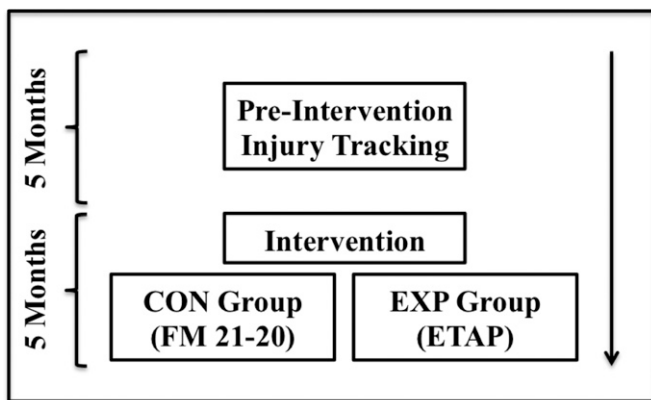 5 Months
Pre-Intervention
Injury Tracking
5 Months
Intervention
CON Group
(FM 21-20)
EXP Group
(ETAP)